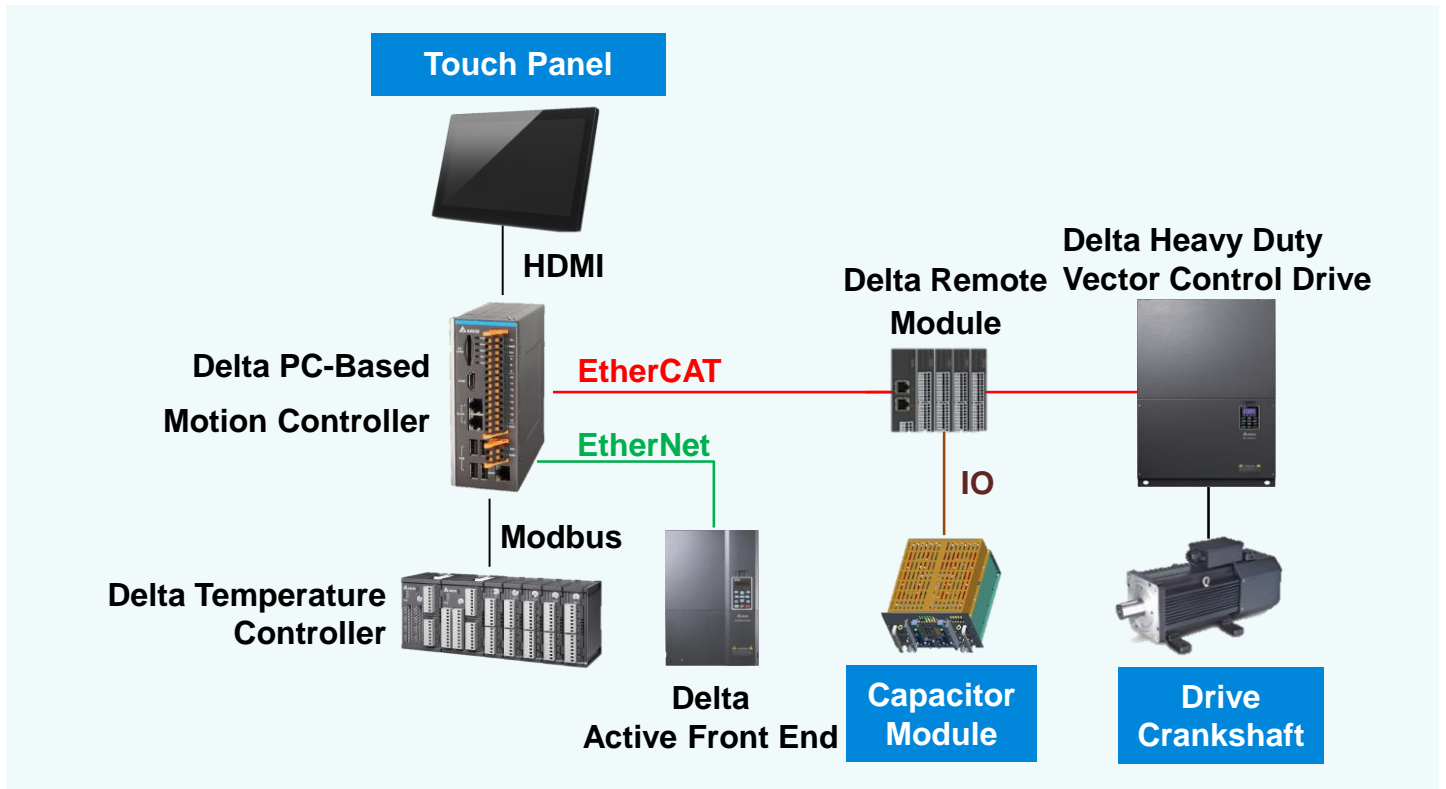 Touch Panel
HDMI
Delta Heavy Duty
Vector Control Drive
Delta Remote
Module
Delta PC-Based
Motion Controller
EtherCAT
EtherNet
IO
Modbus
Delta Temperature
Controller
Delta
Active Front End
Capacitor
Module
Drive
Crankshaft